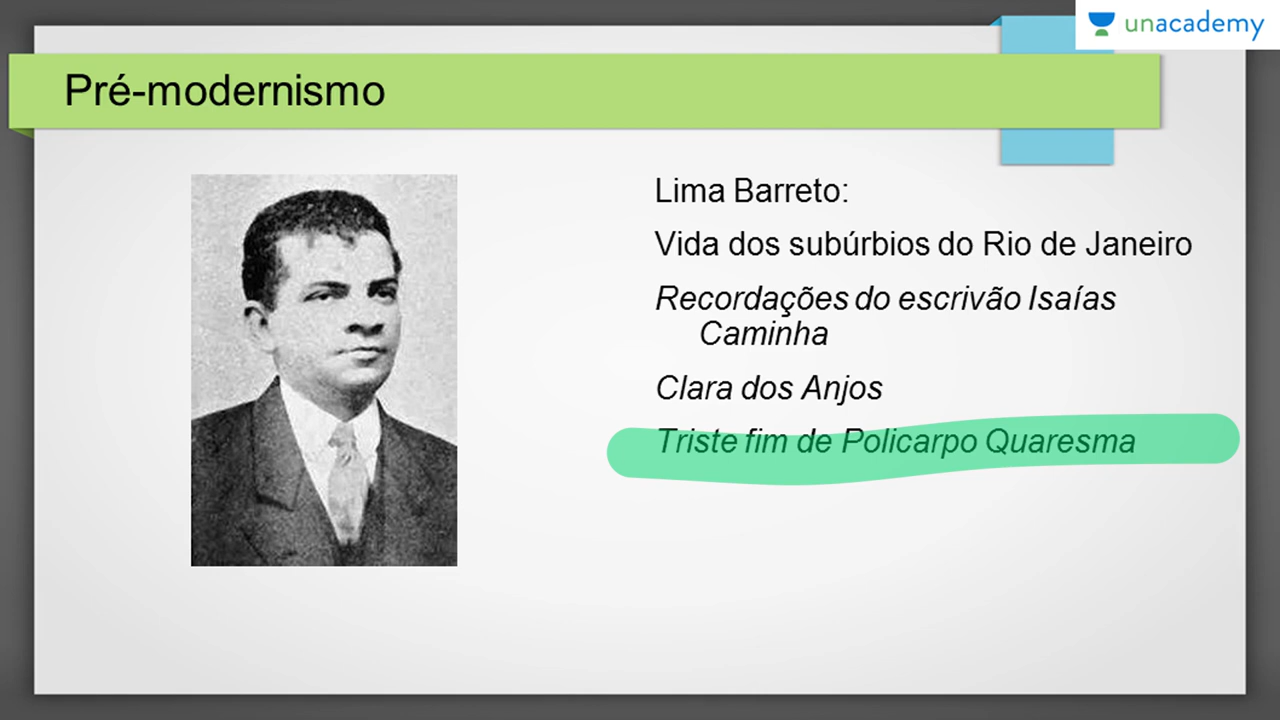 unacademy
Pré-modernismo
Lima Barreto:
Vida dos subúrbios do Rio de Janeiro
Recordações do escrivão Isaías
Caminha
Clara dos Anjos
Triste fim de Policarpo Quaresma